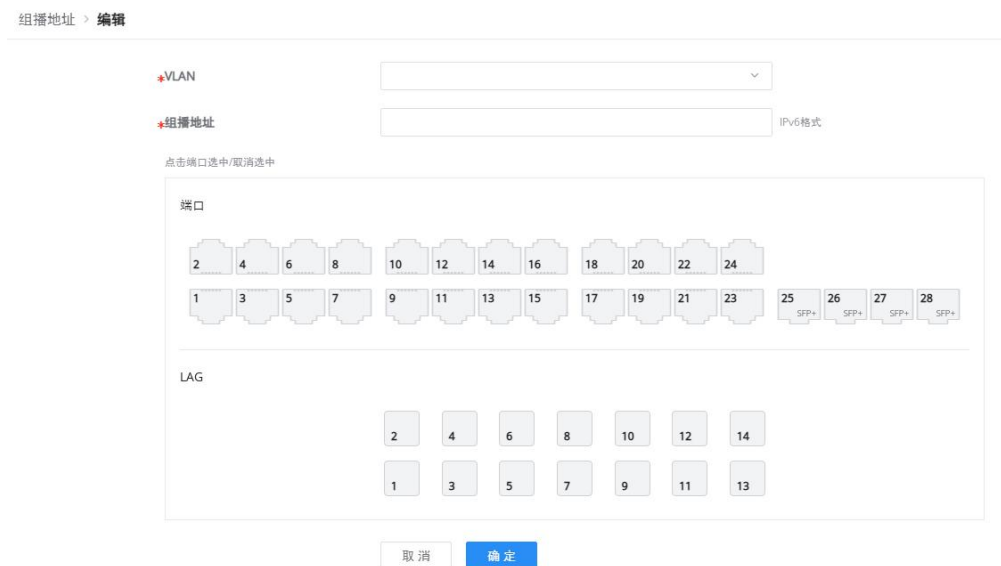 组播地址 > 编辑
*VLAN
*组播地址 IPv6格式
点击端口选中/取消选中
端口
2 4 6 8 10 12 14 16 18 20 22 24
1 3 5 7 9 11 13 15 17 19 21 23 25 26 27 28
SFP+ SFP+ SFP+ SFP+
LAG
2 4 6 8 10 12 14
1 3 5 7 9 11 13
取消 确定